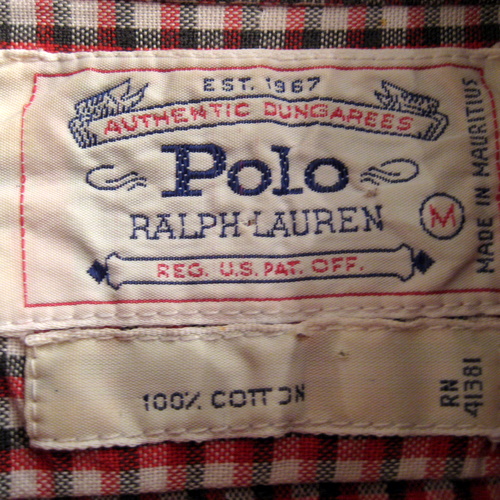 EST. 1967
AUTHENTIC DUNGAREES
Polo
RALPH LAUREN
M
REG. U.S. PAT. OFF.
MADE IN MAURITIUS
100% COTTON
RN
41381